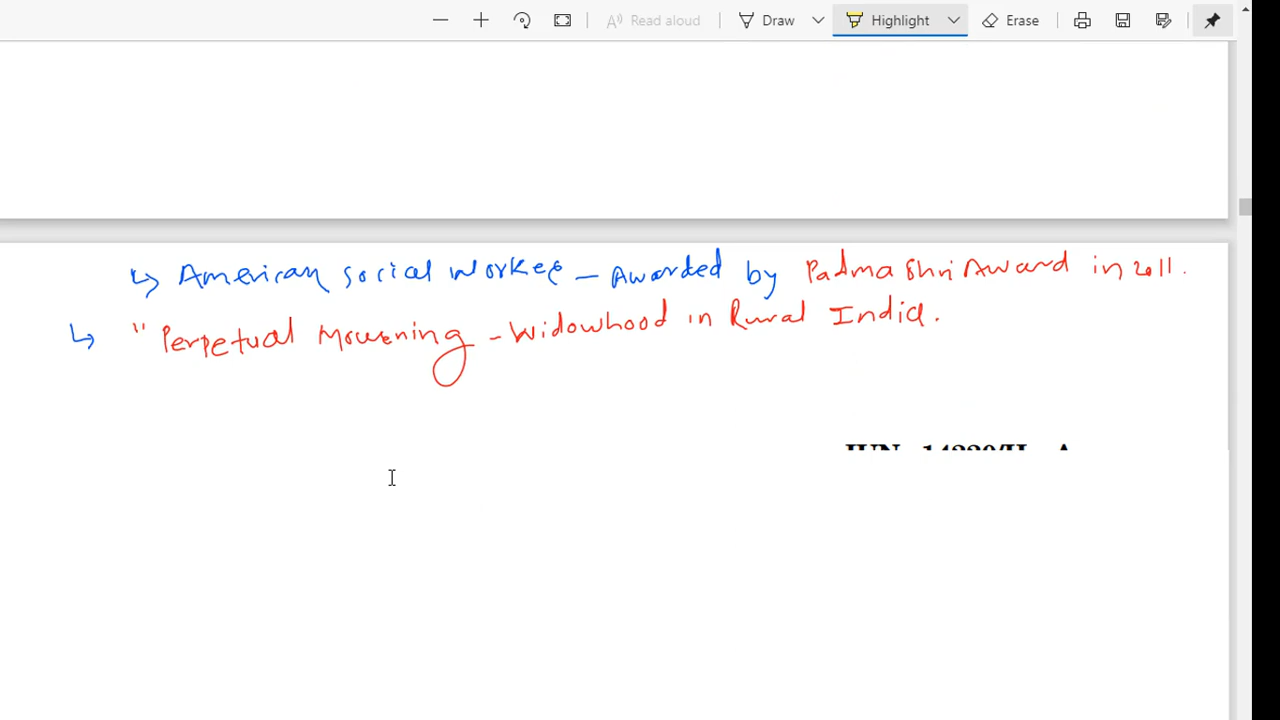 Read aloud Draw Highlight Erase
↳ American social worker - Awarded by Padma Shri Award in 2011.
↳ "Perpetual Mourning - Widowhood in Rural India.